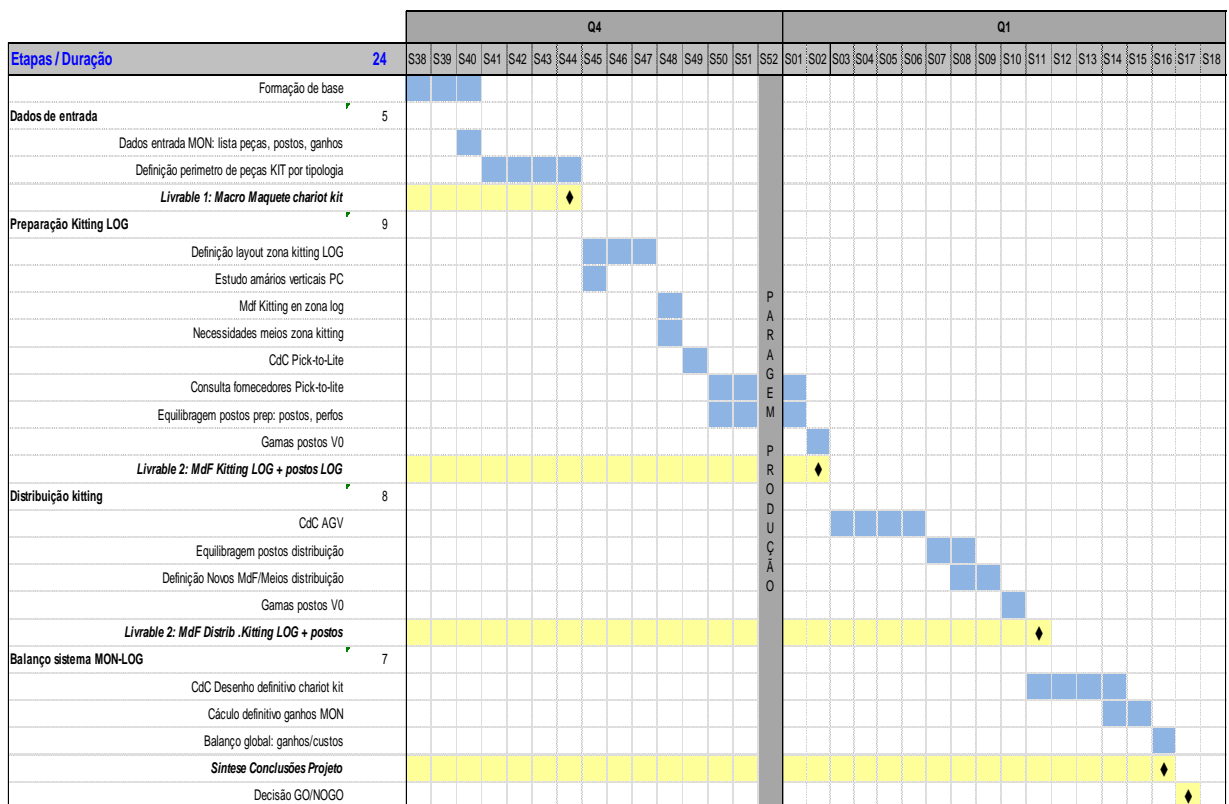 Q4 Q1
Etapas / Duração 24 S38 S39 S40 S41 S42 S43 S44 S45 S46 S47 S48 S49 S50 S51 S52 S01 S02 S03 S04 S05 S06 S07 S08 S09 S10 S11 S12 S13 S14 S15 S16 S17 S18
Formação de base
Dados de entrada 5
Dados entrada MON: lista peças, postos, ganhos
Definição perimetro de peças KIT por tipologia
Livrable 1: Macro Maquete chariot kit
Preparação Kitting LOG 9
Definição layout zona kitting LOG
Estudo amários verticais PC
Mdf Kitting en zona log
Necessidades meios zona kitting
CdC Pick-to-Lite
Consulta fornecedores Pick-to-lite
Equilibragem postos prep: postos, perfos
Gamas postos V0
Livrable 2: MdF Kitting LOG + postos LOG
Distribuição kitting 8
CdC AGV
Equilibragem postos distribuição
Definição Novos MdF/Meios distribuição
Gamas postos V0
Livrable 2: MdF Distrib .Kitting LOG + postos
Balanço sistema MON-LOG 7
CdC Desenho definitivo chariot kit
Cáculo definitivo ganhos MON
Balanço global: ganhos/custos
Sintese Conclusões Projeto
Decisão GO/NOGO
PARAGEM PRODUÇÃO